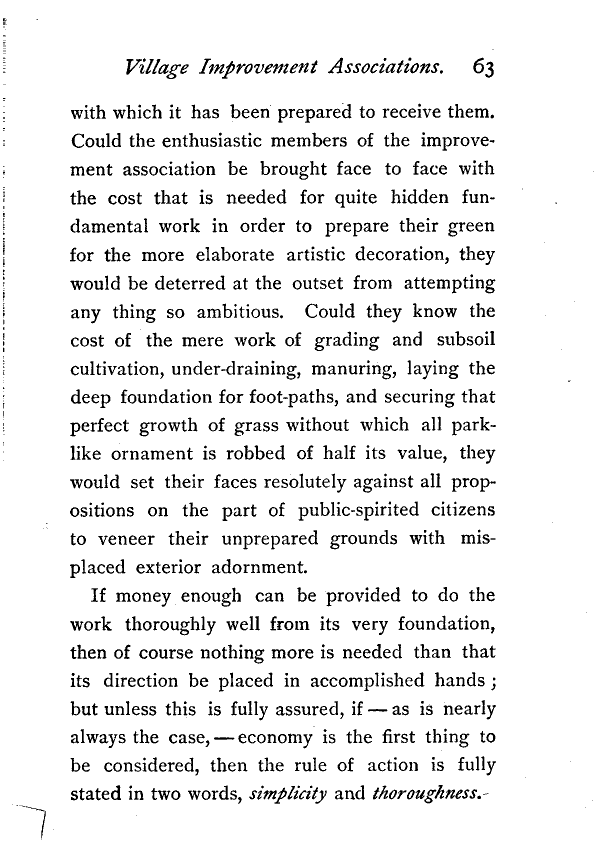 Village Improvement Associations. 63
with which it has been prepared to receive them.
Could the enthusiastic members of the improve-
ment association be brought face to face with
the cost that is needed for quite hidden fun-
damental work in order to prepare their green
for the more elaborate artistic decoration, they
would be deterred at the outset from attempting
any thing so ambitious. Could they know the
cost of the mere work of grading and subsoil
cultivation, under-draining, manuring, laying the
deep foundation for foot-paths, and securing that
perfect growth of grass without which all park-
like ornament is robbed of half its value, they
would set their faces resolutely against all prop-
ositions on the part of public-spirited citizens
to veneer their unprepared grounds with mis-
placed exterior adornment.
If money enough can be provided to do the
work thoroughly well from its very foundation,
then of course nothing more is needed than that
its direction be placed in accomplished hands ;
but unless this is fully assured, if — as is nearly
always the case, — economy is the first thing to
be considered, then the rule of action is fully
stated in two words, simplicity and thoroughness.